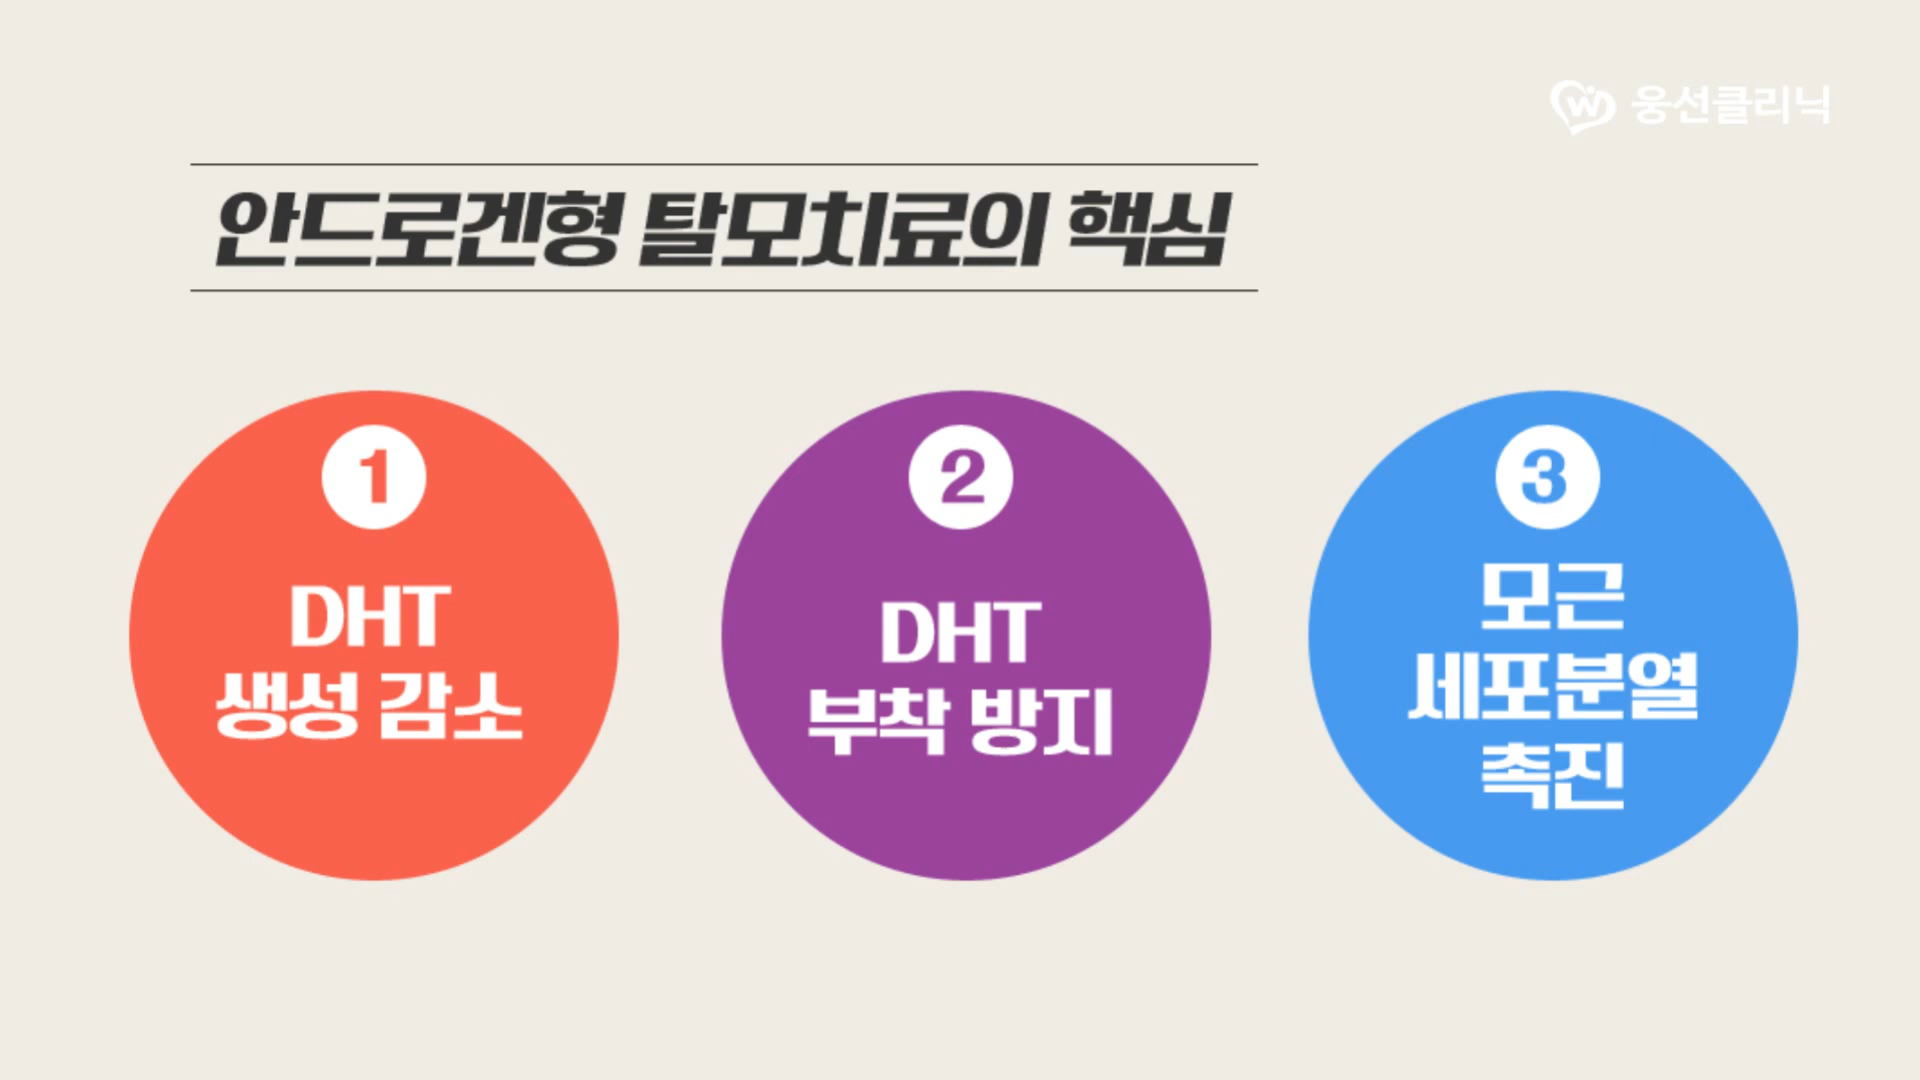 웅선클리닉
안드로겐형 탈모치료의 핵심
1
DHT
생성 감소
2
DHT
부착 방지
3
모근
세포분열
촉진